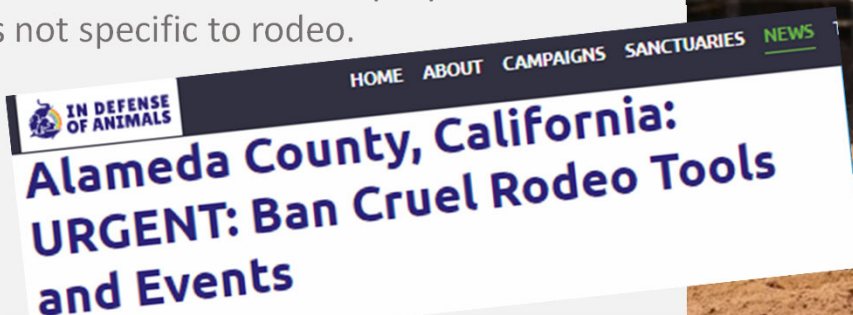 s not specific to rodeo.
HOME ABOUT CAMPAIGNS SANCTUARIES NEWS
IN DEFENSE
OF ANIMALS
Alameda County, California:
URGENT: Ban Cruel Rodeo Tools
and Events